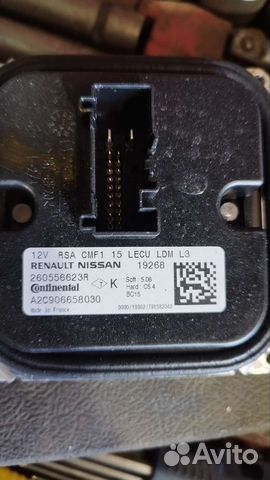 12V RSA CMF1 15 LECU LDM L3
RENAULT NISSAN 19268
260556623R Soft: 5.06
Continental K Hard: C5.4
BC15
A2C906658030
Made in France
Avito